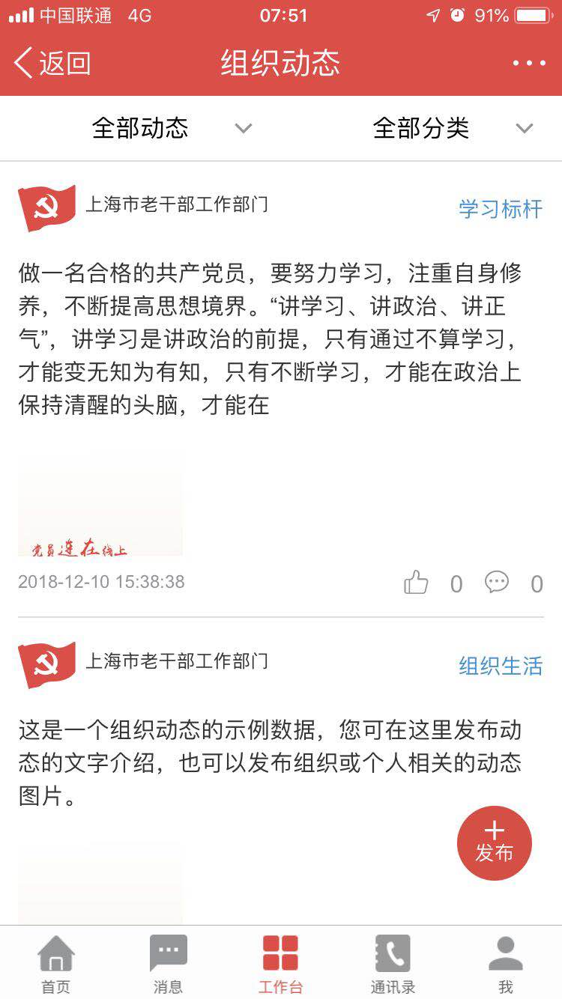 中国联通 4G 07:51 91%
返回 组织动态
全部动态 全部分类
上海市老干部工作部门 学习标杆
做一名合格的共产党员，要努力学习，注重自身修
养，不断提高思想境界。“讲学习、讲政治、讲正
气”，讲学习是讲政治的前提，只有通过不算学习，
才能变无知为有知，只有不断学习，才能在政治上
保持清醒的头脑，才能在
党员连在线上
2018-12-10 15:38:38 0 0
上海市老干部工作部门 组织生活
这是一个组织动态的示例数据，您可在这里发布动
态的文字介绍，也可以发布组织或个人相关的动态
图片。
发布
首页 消息 工作台 通讯录 我